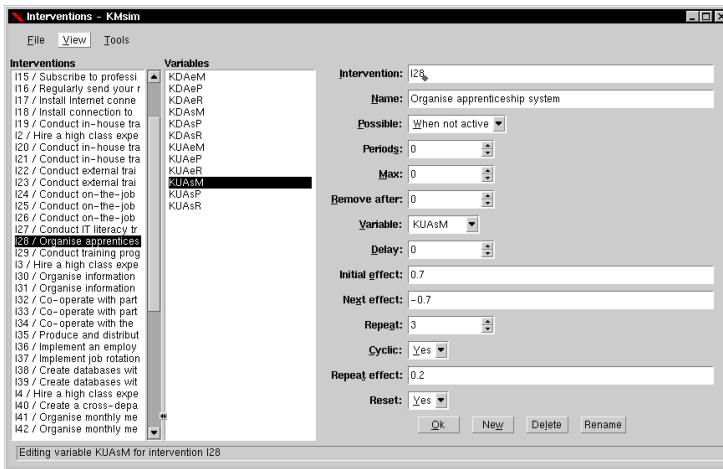 Interventions - KMsim
File View Tools
Interventions
I15 / Subscribe to professi
I16 / Regularly send your r
I17 / Install Internet conne
I18 / Install connection to
I19 / Conduct in-house tra
I2 / Hire a high class expe
I20 / Conduct in-house tra
I21 / Conduct in-house tra
I22 / Conduct external trai
I23 / Conduct external trai
I24 / Conduct on-the-job
I25 / Conduct on-the-job
I26 / Conduct on-the-job
I27 / Conduct IT literacy tr
I28 / Organise apprentices
I29 / Conduct training prog
I3 / Hire a high class expe
I30 / Organise information
I31 / Organise information
I32 / Co-operate with part
I33 / Co-operate with part
I34 / Co-operate with the
I35 / Produce and distribut
I36 / Implement an employ
I37 / Implement job rotation
I38 / Create databases wit
I39 / Create databases wit
I4 / Hire a high class expe
I40 / Create a cross-depa
I41 / Organise monthly me
I42 / Organise monthly me
Variables
KDAeM
KDAeP
KDAeR
KDAsM
KDAsP
KDAsR
KUAeM
KUAeP
KUAeR
KUAsM
KUAsP
KUAsR
Intervention: I28
Name: Organise apprenticeship system
Possible: When not active
Periods: 0
Max: 0
Remove after: 0
Variable: KUAsM
Delay: 0
Initial effect: 0.7
Next effect: -0.7
Repeat: 3
Cyclic: Yes
Repeat effect: 0.2
Reset: Yes
Ok New Delete Rename
Editing variable KUAsM for intervention I28